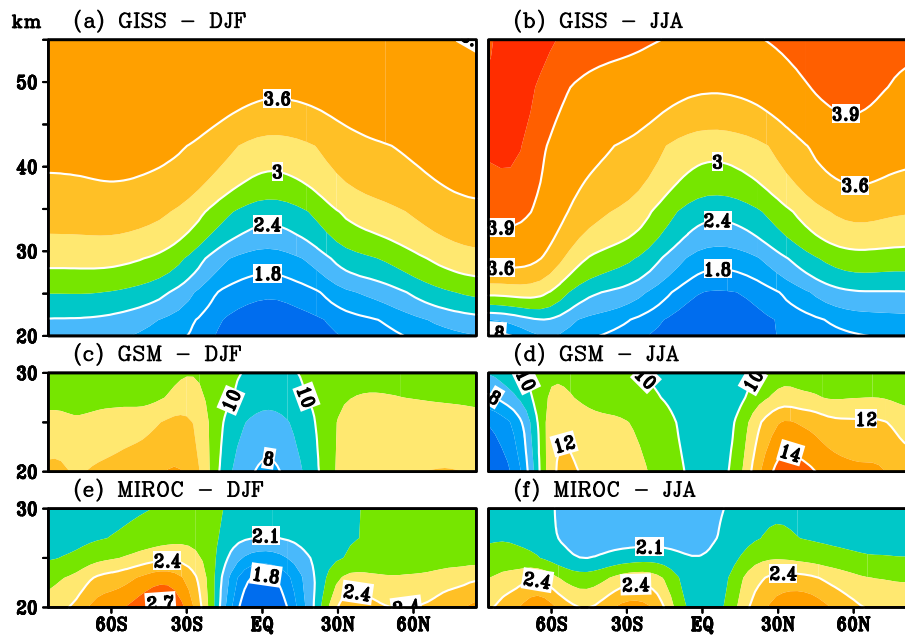 km (a) GISS – DJF (b) GISS – JJA
50 3.6 3.9
40 3 3 3.6
30 2.4 3.9 2.4
1.8 3.6 1.8
20 8
(c) GSM – DJF (d) GSM – JJA
30 10 10 10 10 10
8 12 12
20 8 14
(e) MIROC – DJF (f) MIROC – JJA
30 2.1 2.1
2.4 1.8 2.4 2.4 2.4 2.4
20 2.7 2.4
60S 30S EQ 30N 60N 60S 30S EQ 30N 60N